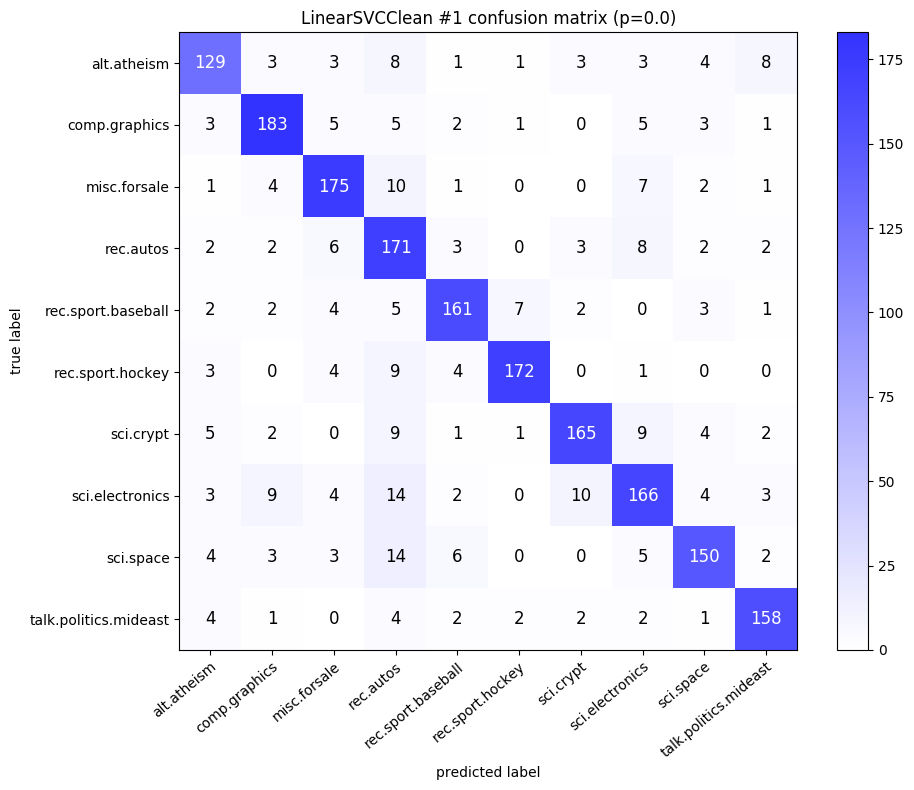 LinearSVCClean #1 confusion matrix (p=0.0)
alt.atheism 129 3 3 8 1 1 3 3 4 8
comp.graphics 3 183 5 5 2 1 0 5 3 1
misc.forsale 1 4 175 10 1 0 0 7 2 1
rec.autos 2 2 6 171 3 0 3 8 2 2
rec.sport.baseball 2 2 4 5 161 7 2 0 3 1
rec.sport.hockey 3 0 4 9 4 172 0 1 0 0
sci.crypt 5 2 0 9 1 1 165 9 4 2
sci.electronics 3 9 4 14 2 0 10 166 4 3
sci.space 4 3 3 14 6 0 0 5 150 2
talk.politics.mideast 4 1 0 4 2 2 2 2 1 158
true label
alt.atheism
comp.graphics
misc.forsale
rec.autos
rec.sport.baseball
rec.sport.hockey
sci.crypt
sci.electronics
sci.space
talk.politics.mideast
predicted label
175
150
125
100
75
50
25
0